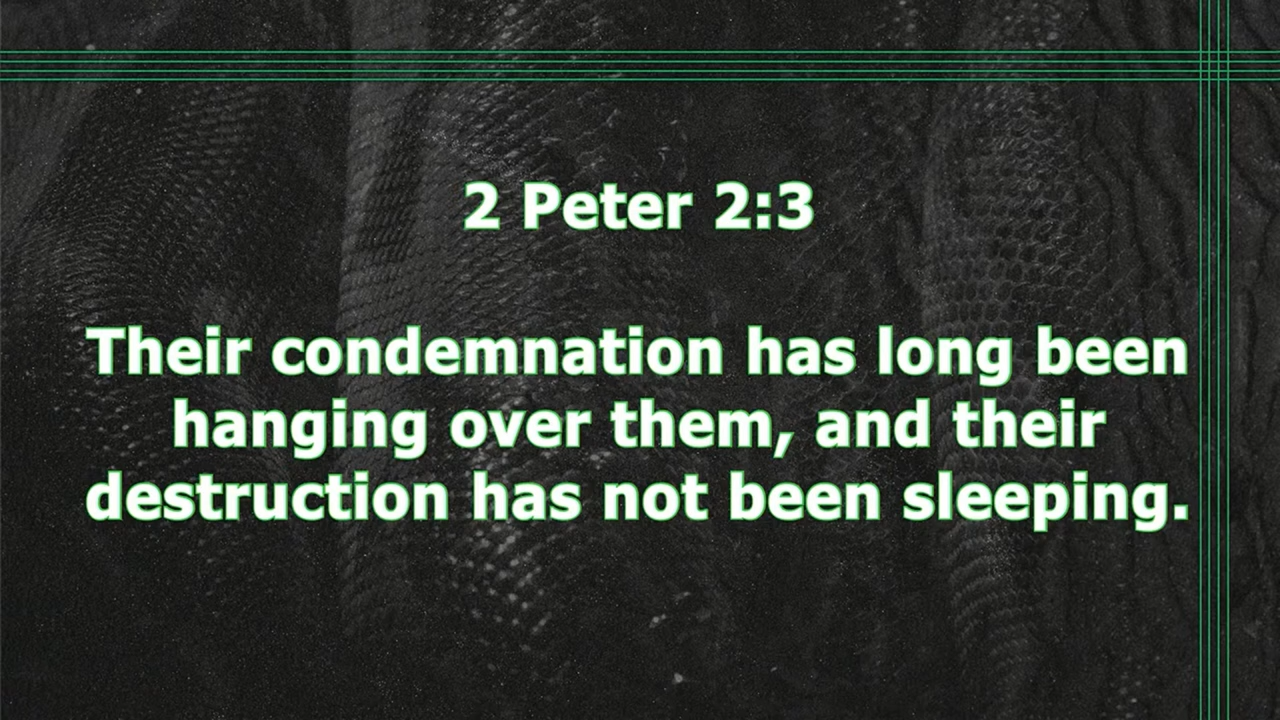 2 Peter 2:3
Their condemnation has long been
hanging over them, and their
destruction has not been sleeping.